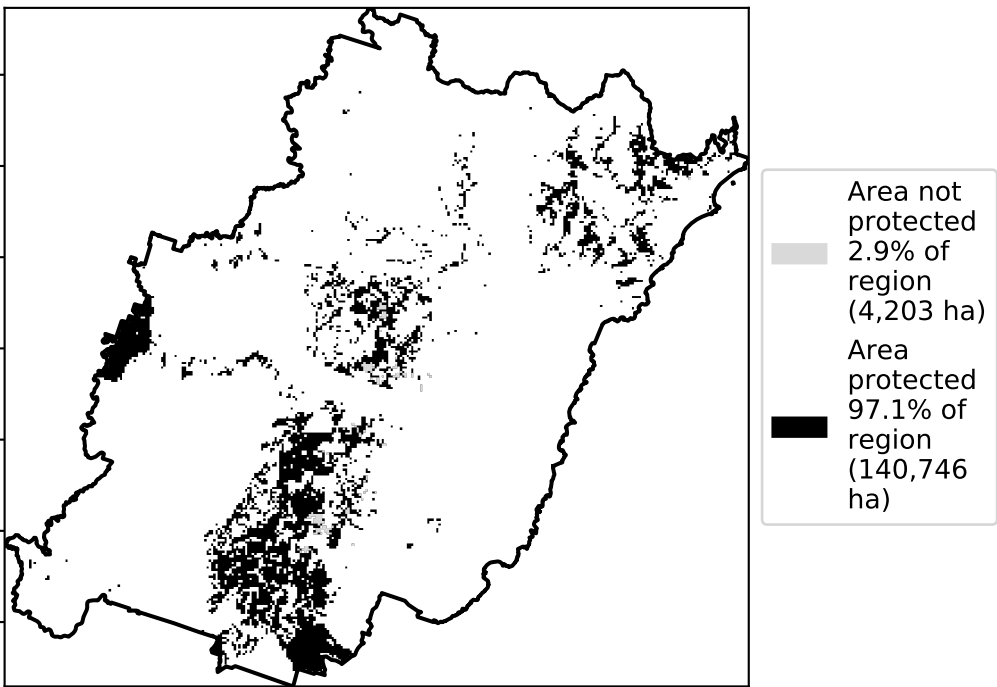 Area not
protected
2.9% of
region
(4,203 ha)
Area
protected
97.1% of
region
(140,746
ha)